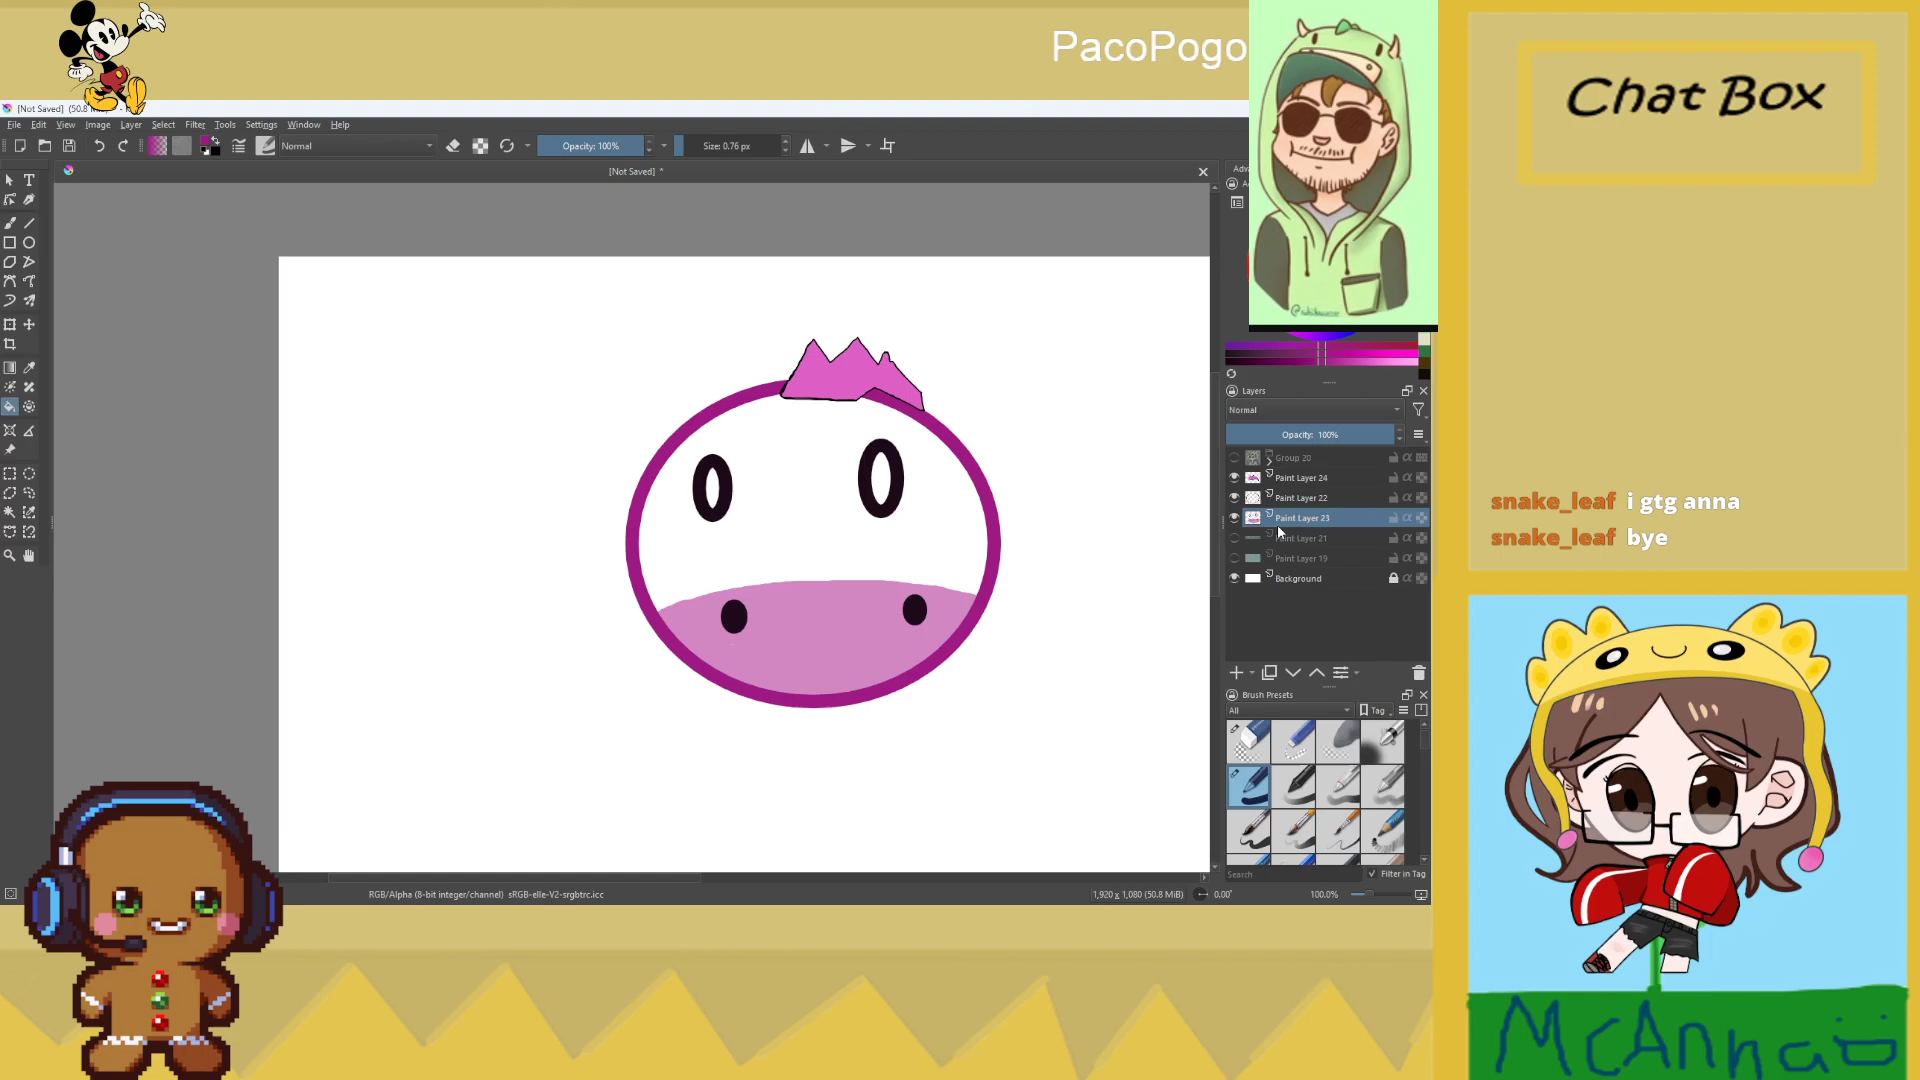 PacoPogo
Chat Box
[Not Saved] (50.8
File Edit View Image Layer Select Filter Tools Settings Window Help
Normal
Opacity: 100%
Size: 0.76 px
[Not Saved] *
Layers
Normal
Opacity: 100%
Group 20
Paint Layer 24
Paint Layer 22
Paint Layer 23
Paint Layer 21
Paint Layer 19
Background
Brush Presets
All
Tag
Search
Filter in Tag
RGB/Alpha (8-bit integer/channel) sRGB-elle-V2-srgbtrc.icc
1,920 x 1,080 (50.8 MiB)
0.00°
100.0%
snake_leaf i gtg anna
snake_leaf bye
McAnna